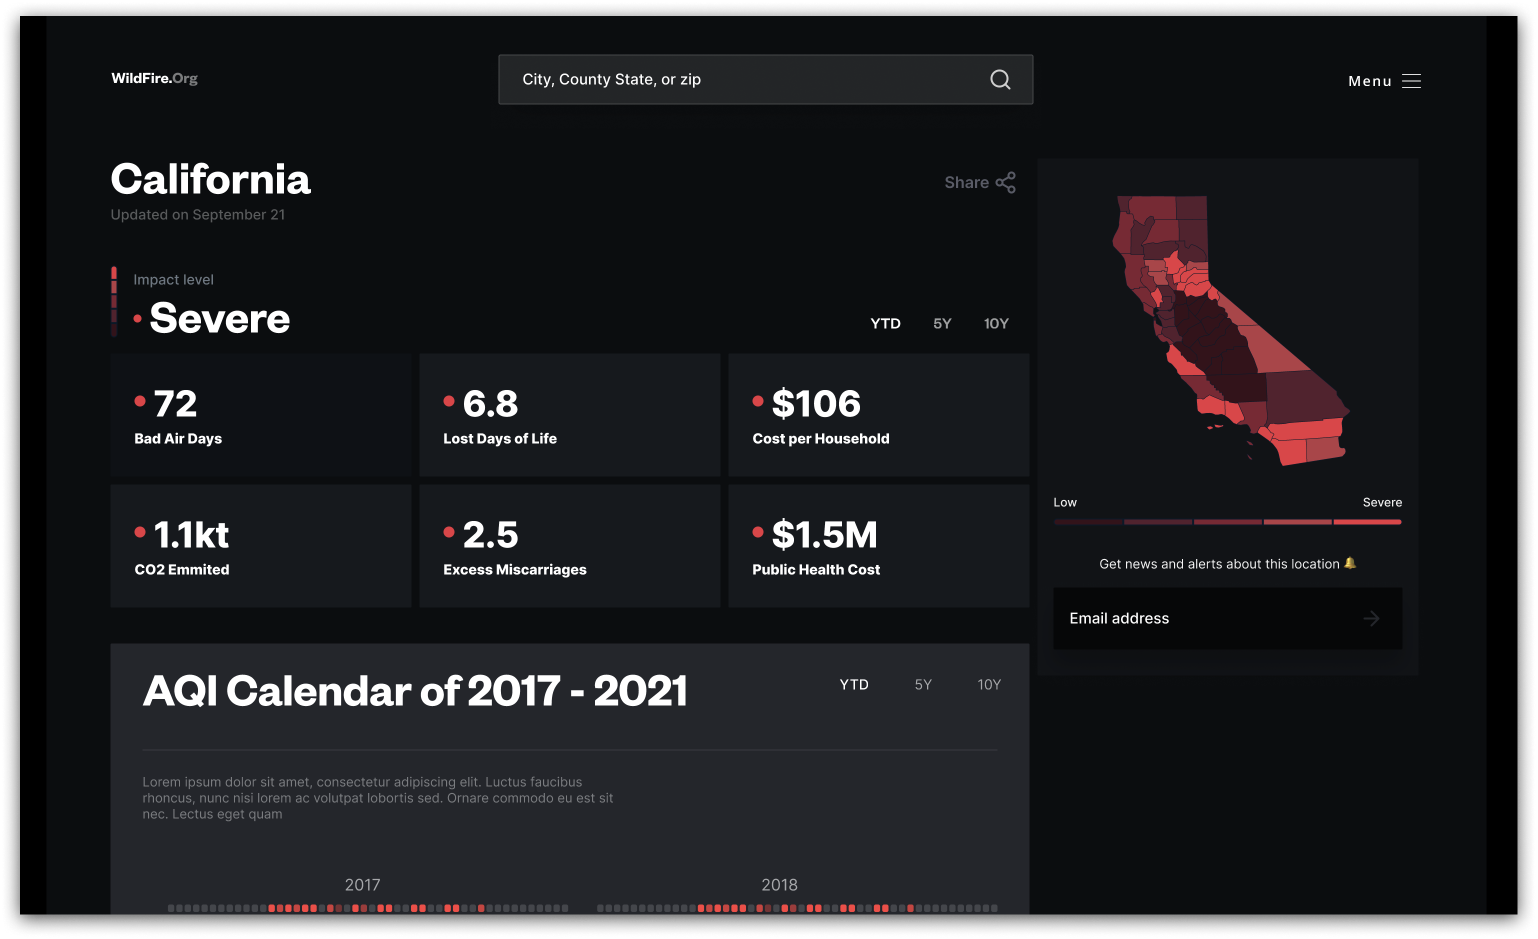 WildFire.Org
City, County State, or zip
Menu
California
Share
Updated on September 21
Impact level
Severe
YTD 5Y 10Y
72
Bad Air Days
6.8
Lost Days of Life
$106
Cost per Household
1.1kt
CO2 Emmited
2.5
Excess Miscarriages
$1.5M
Public Health Cost
Low Severe
Get news and alerts about this location
Email address
AQI Calendar of 2017 - 2021
YTD 5Y 10Y
Lorem ipsum dolor sit amet, consectetur adipiscing elit. Luctus faucibus
rhoncus, nunc nisi lorem ac volutpat lobortis sed. Ornare commodo eu est sit
nec. Lectus eget quam
2017 2018